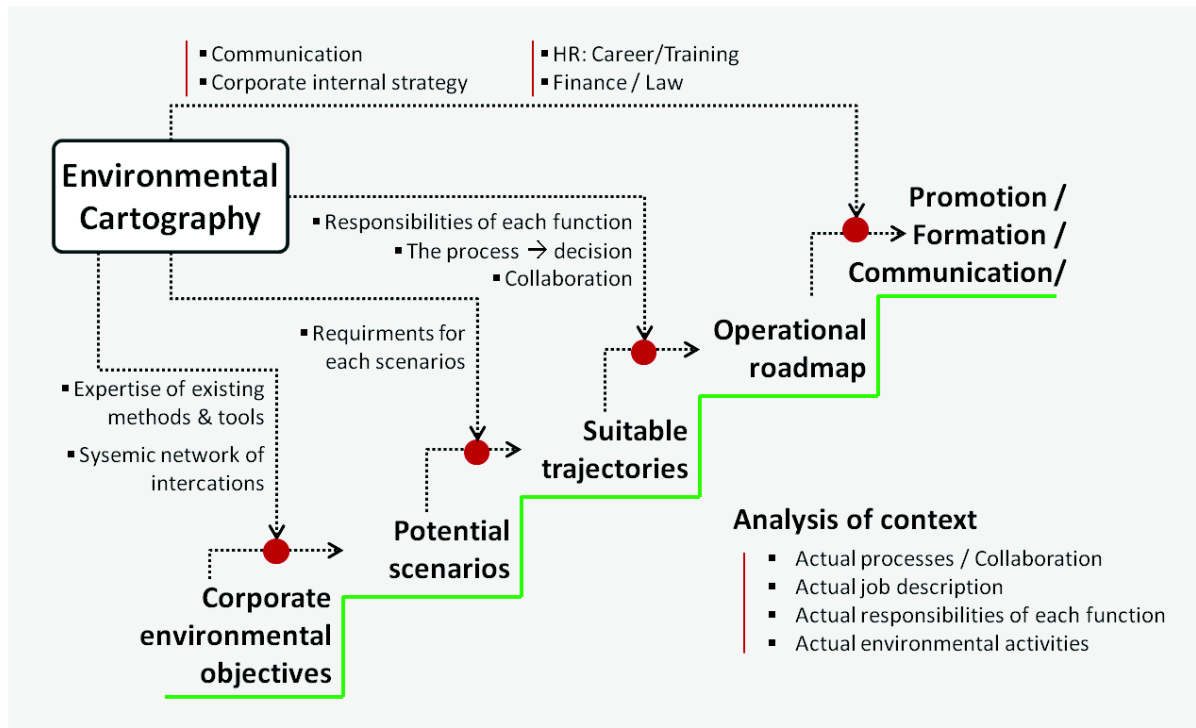 ▪ Communication
▪ Corporate internal strategy
▪ HR: Career/Training
▪ Finance / Law
Environmental
Cartography
▪ Responsibilities of each function
▪ The process → decision
▪ Collaboration
Promotion /
Formation /
Communication/
▪ Requirments for
each scenarios
Operational
roadmap
▪ Expertise of existing
methods & tools
▪ Sysemic network of
intercations
Suitable
trajectories
Potential
scenarios
Corporate
environmental
objectives
Analysis of context
▪ Actual processes / Collaboration
▪ Actual job description
▪ Actual responsibilities of each function
▪ Actual environmental activities